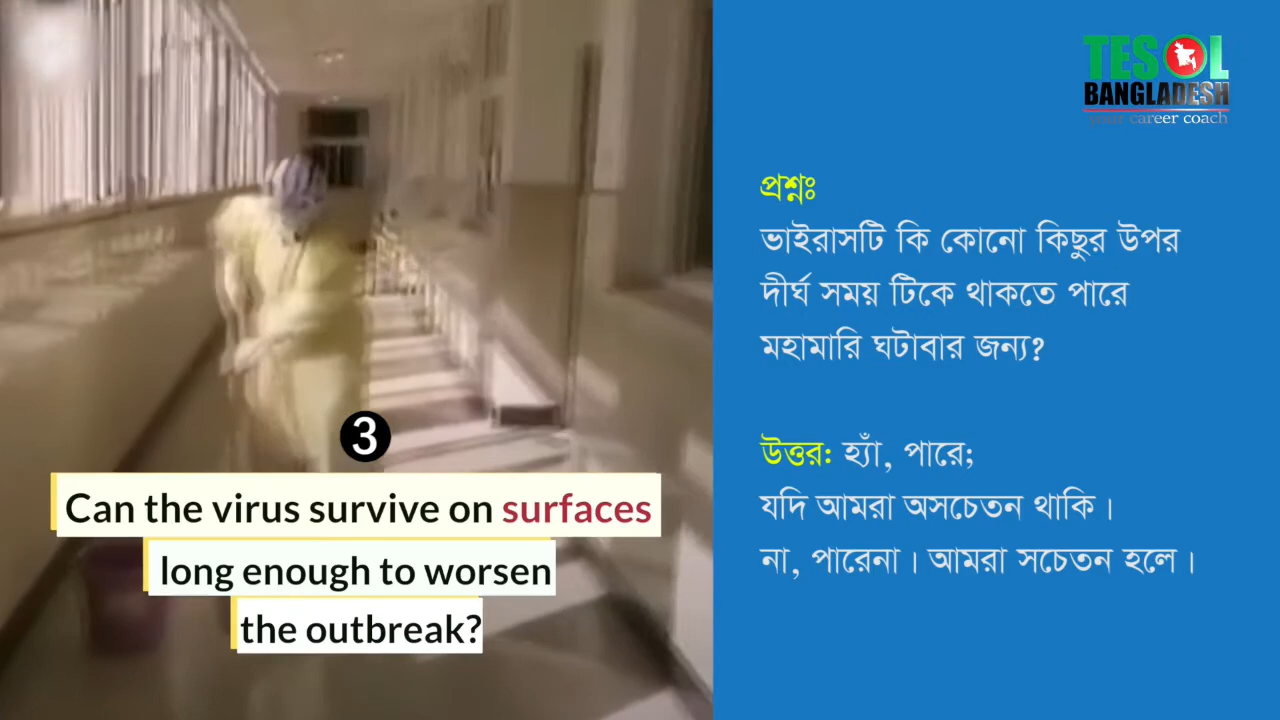 3
Can the virus survive on surfaces
long enough to worsen
the outbreak?
TESOL
BANGLADESH
your career coach
প্রশ্নঃ
ভাইরাসটি কি কোনো কিছুর উপর
দীর্ঘ সময় টিকে থাকতে পারে
মহামারি ঘটাবার জন্য?
উত্তর: হ্যাঁ, পারে;
যদি আমরা অসচেতন থাকি।
না, পারেনা। আমরা সচেতন হলে।